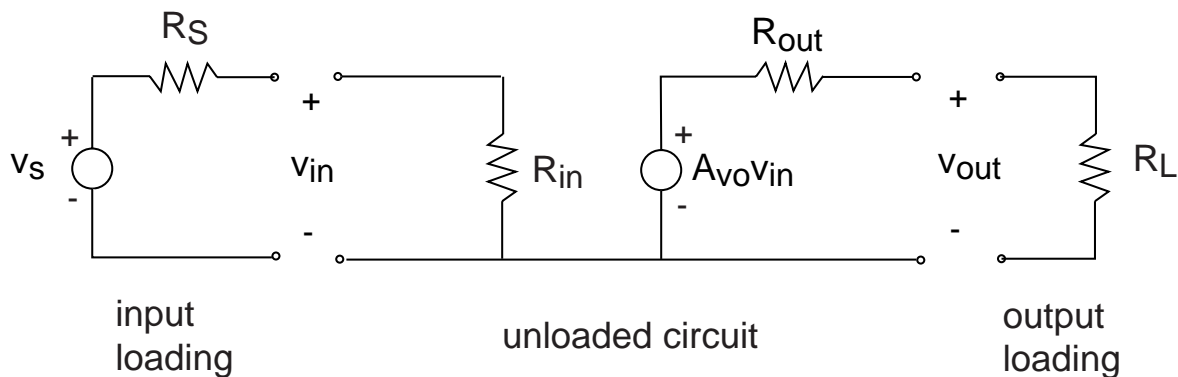 RS
Rout
+
+
+
+
vs
vin
Rin
Avovin
vout
RL
-
-
-
-
input
loading
unloaded circuit
output
loading